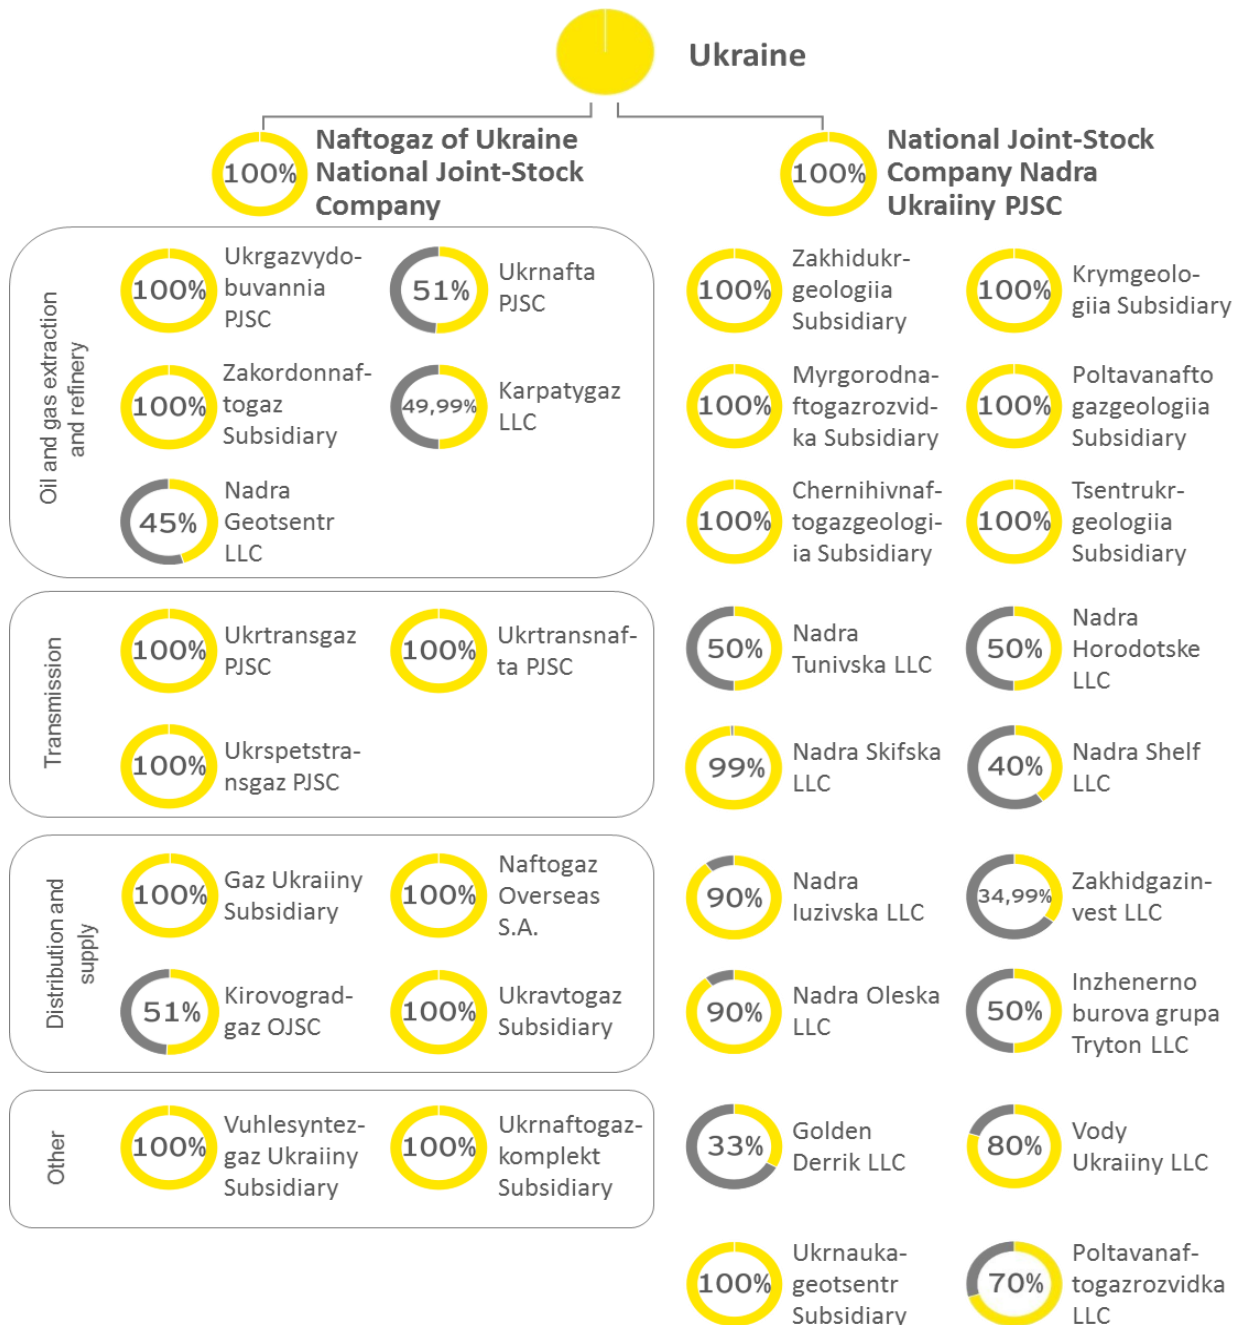 Ukraine
100%
Naftogaz of Ukraine
National Joint-Stock
Company
100%
National Joint-Stock
Company Nadra
Ukraiiny PJSC
Oil and gas extraction
and refinery
100%
Ukrgazvydo-
buvannia
PJSC
51%
Ukrnafta
PJSC
100%
Zakordonnaf-
togaz
Subsidiary
49,99%
Karpatygaz
LLC
45%
Nadra
Geotsentr
LLC
Transmission
100%
Ukrtransgaz
PJSC
100%
Ukrtransnaf-
ta PJSC
100%
Ukrspetstra-
nsgaz PJSC
Distribution and
supply
100%
Gaz Ukraiiny
Subsidiary
100%
Naftogaz
Overseas
S.A.
51%
Kirovograd-
gaz OJSC
100%
Ukravtogaz
Subsidiary
Other
100%
Vuhlesyntez-
gaz Ukraiiny
Subsidiary
100%
Ukrnaftogaz-
komplekt
Subsidiary
100%
Zakhidukr-
geologiia
Subsidiary
100%
Krymgeolo-
giia Subsidiary
100%
Myrgorodna-
ftogazrozvid-
ka Subsidiary
100%
Poltavanafto
gazgeologiia
Subsidiary
100%
Chernihivnaf-
togazgeologi-
ia Subsidiary
100%
Tsentrukr-
geologiia
Subsidiary
50%
Nadra
Tunivska LLC
50%
Nadra
Horodotske
LLC
99%
Nadra Skifska
LLC
40%
Nadra Shelf
LLC
90%
Nadra
Iuzivska LLC
34,99%
Zakhidgazin-
vest LLC
90%
Nadra Oleska
LLC
50%
Inzhenerno
burova grupa
Tryton LLC
33%
Golden
Derrik LLC
80%
Vody
Ukraiiny LLC
100%
Ukrnauka-
geotsentr
Subsidiary
70%
Poltavanaf-
togazrozvidka
LLC